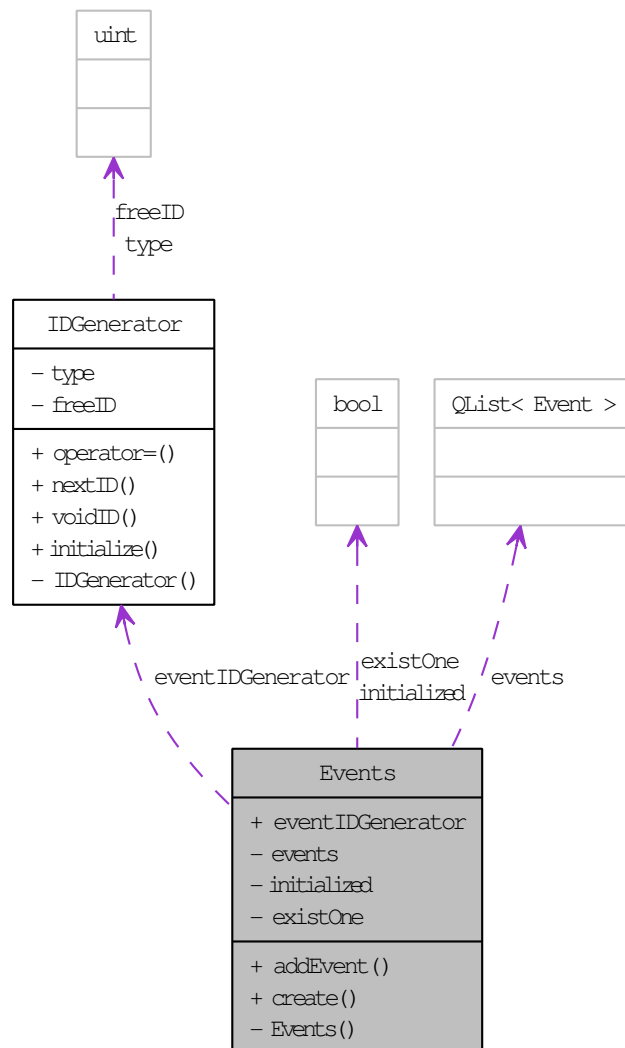 uint
freeID
type
IDGenerator
− type
− freeID
+ operator=()
+ nextID()
+ voidID()
+ initialize()
− IDGenerator()
bool
QList< Event >
eventIDGenerator
existOne
initialized
events
Events
+ eventIDGenerator
− events
− initialized
− existOne
+ addEvent()
+ create()
− Events()